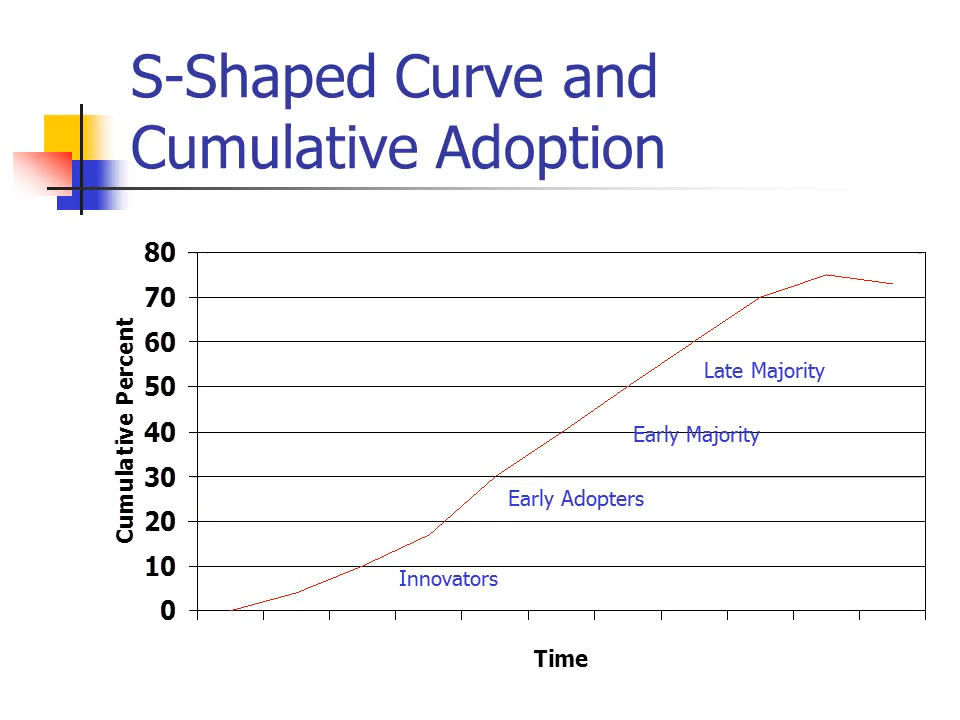 S-Shaped Curve and
Cumulative Adoption
80
70
60
50
40
30
20
10
0
Cumulative Percent
Late Majority
Early Majority
Early Adopters
Innovators
Time